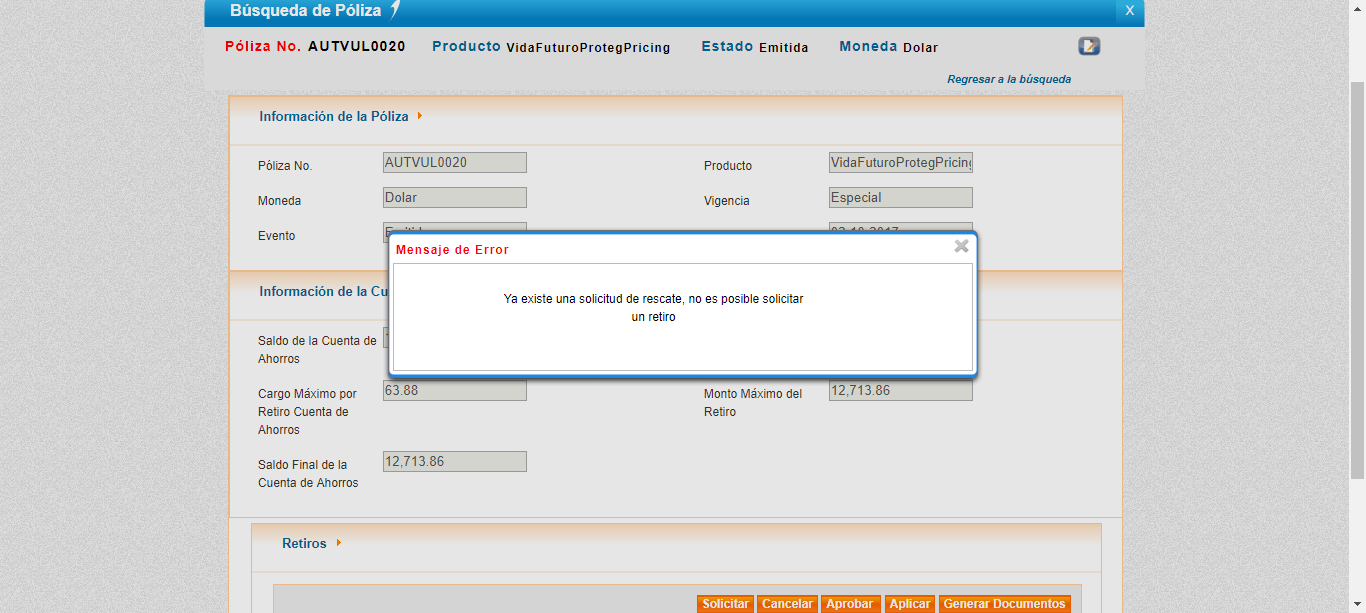 Búsqueda de Póliza X
Póliza No. AUTVUL0020 Producto VidaFuturoProtegPricing Estado Emitida Moneda Dolar
Regresar a la búsqueda
Información de la Póliza
Póliza No. AUTVUL0020 Producto VidaFuturoProtegPricing
Moneda Dolar Vigencia Especial
Evento
Mensaje de Error
Ya existe una solicitud de rescate, no es posible solicitar
un retiro
Información de la Cu
Saldo de la Cuenta de
Ahorros
Cargo Máximo por 63.88 Monto Máximo del 12,713.86
Retiro Cuenta de Retiro
Ahorros
Saldo Final de la 12,713.86
Cuenta de Ahorros
Retiros
Solicitar Cancelar Aprobar Aplicar Generar Documentos